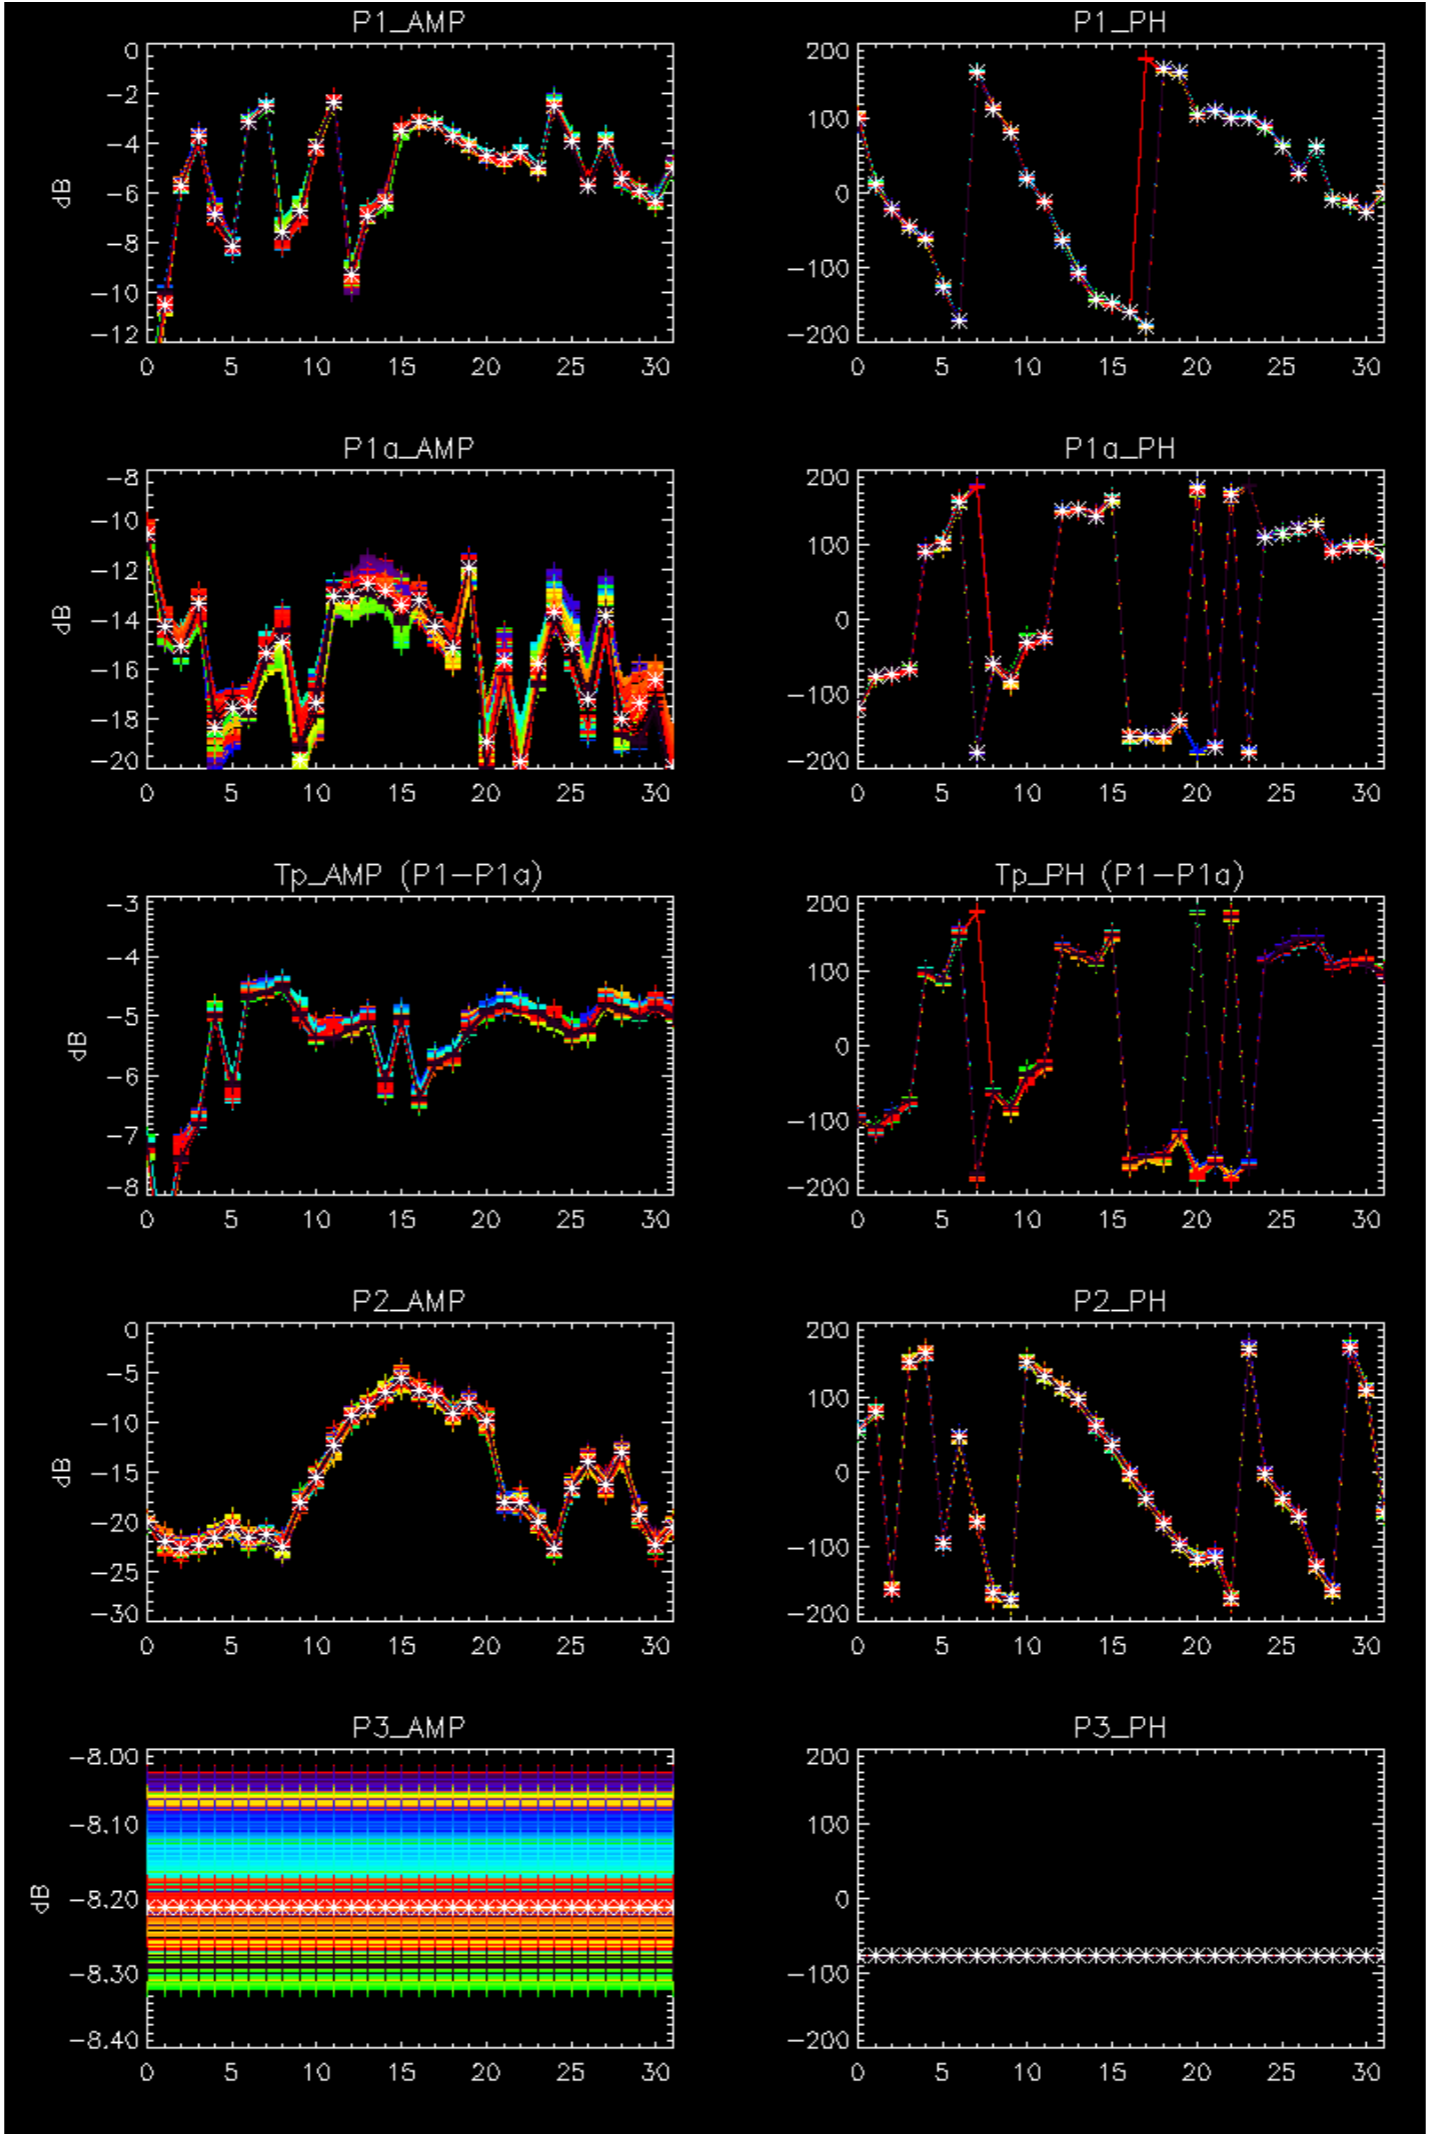 P1_AMP P1_PH
0 200
−2
100
−4
dB −6 0
−8
−100
−10
−12 −200
0 5 10 15 20 25 30 0 5 10 15 20 25 30
P1a_AMP P1a_PH
−8 200
−10
100
−12
dB −14 0
−16
−100
−18
−20 −200
0 5 10 15 20 25 30 0 5 10 15 20 25 30
Tp_AMP (P1−P1a) Tp_PH (P1−P1a)
−3 200
−4 100
dB −5 0
−6
−7 −100
−8 −200
0 5 10 15 20 25 30 0 5 10 15 20 25 30
P2_AMP P2_PH
0 200
−5
100
−10
dB −15 0
−20
−100
−25
−30 −200
0 5 10 15 20 25 30 0 5 10 15 20 25 30
P3_AMP P3_PH
−8.00 200
−8.10 100
dB −8.20 0
−8.30 −100
−8.40 −200
0 5 10 15 20 25 30 0 5 10 15 20 25 30